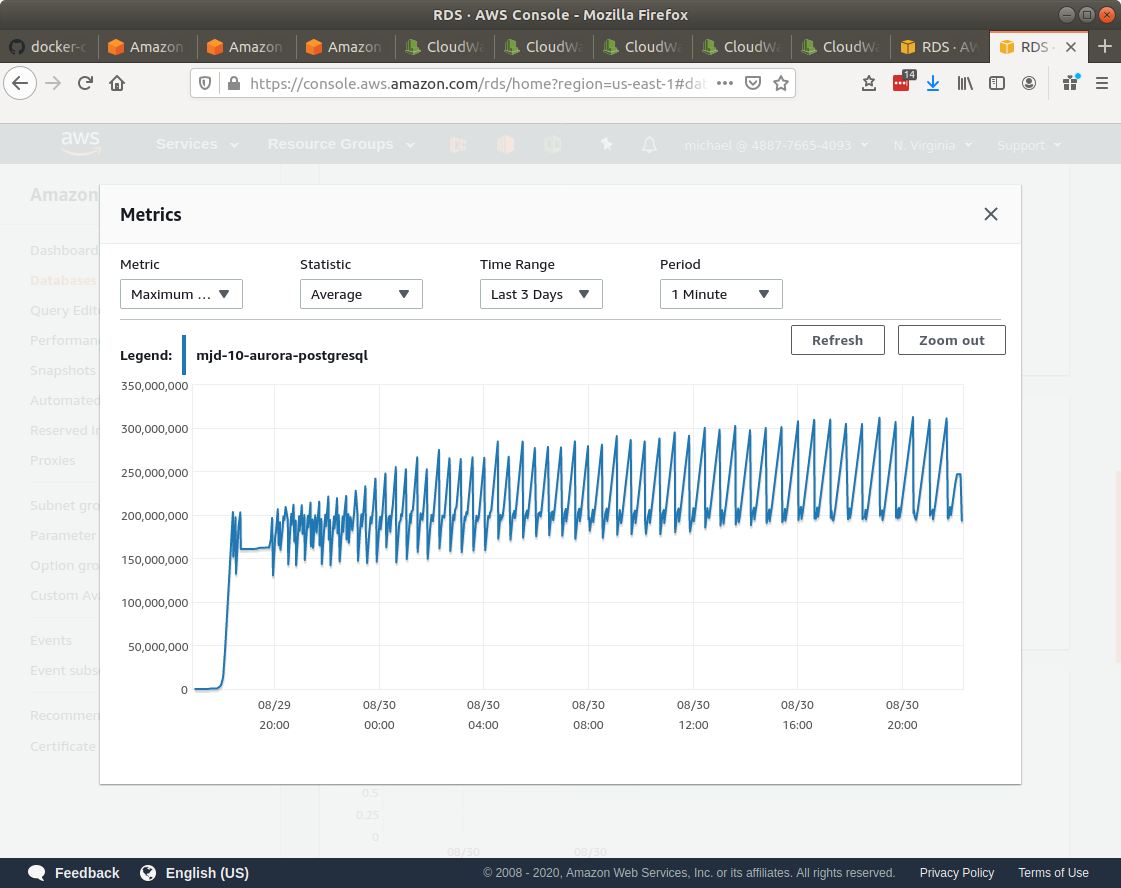 RDS · AWS Console - Mozilla Firefox
docker-c Amazon Amazon Amazon CloudWa CloudWa CloudWa CloudWa CloudWa RDS · AW RDS ·
https://console.aws.amazon.com/rds/home?region=us-east-1#dat 14
aws Services Resource Groups michael @ 4887-7665-4093 N. Virginia Support
Amazon
Metrics
Dashboard
Databases
Query Edit
Performan
Snapshots
Automated
Reserved in
Proxies
Subnet gro
Parameter
Option gro
Custom Ava
Events
Event subs
Recommen
Certificate
Metric Statistic Time Range Period
Maximum ... Average Last 3 Days 1 Minute
Refresh Zoom out
Legend: mjd-10-aurora-postgresql
350,000,000
300,000,000
250,000,000
200,000,000
150,000,000
100,000,000
50,000,000
0
08/29 08/30 08/30 08/30 08/30 08/30 08/30
20:00 00:00 04:00 08:00 12:00 16:00 20:00
0.5
0.25
0
08/30 08/30
Feedback English (US) © 2008 - 2020, Amazon Web Services, Inc. or its affiliates. All rights reserved. Privacy Policy Terms of Use